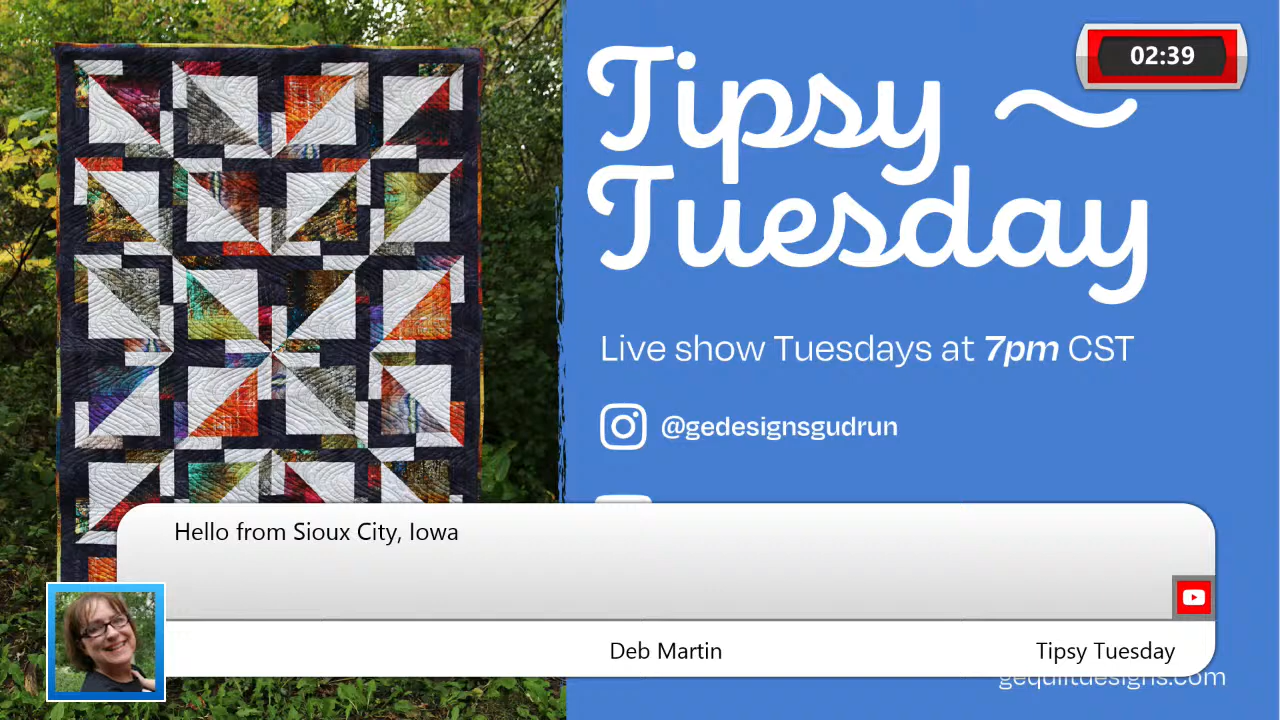 02:39
Tipsy ~
Tuesday
Live show Tuesdays at 7pm CST
@gedesignsgudrun
Hello from Sioux City, Iowa
Deb Martin
Tipsy Tuesday
gequiltdesigns.com